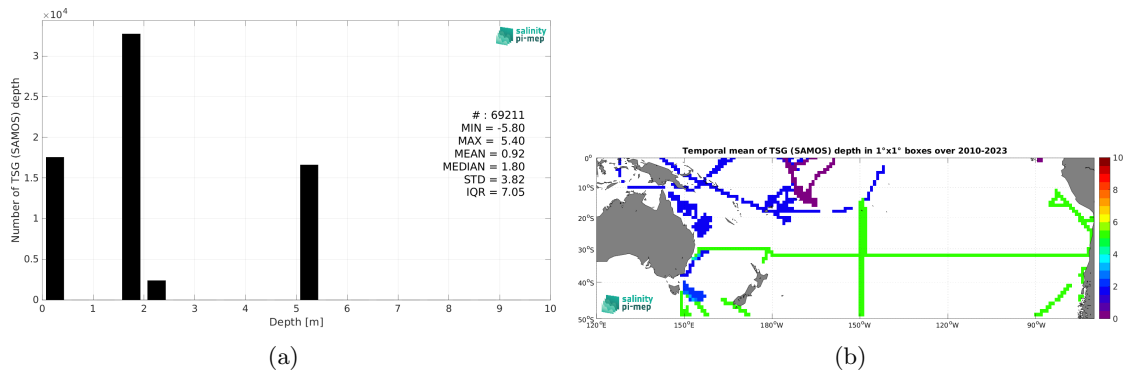 ×10⁴
3.5
3
2.5
2
1.5
1
0.5
0
Number of TSG (SAMOS) depth
0 1 2 3 4 5 6 7 8 9 10
Depth [m]
salinity
pi-mep
# : 69211
MIN = -5.80
MAX = 5.40
MEAN = 0.92
MEDIAN = 1.80
STD = 3.82
IQR = 7.05
(a)
Temporal mean of TSG (SAMOS) depth in 1°x1° boxes over 2010-2023
0°
10°S
20°S
30°S
40°S
50°S
120°E 150°E 180°W 150°W 120°W 90°W
salinity
pi-mep
10
8
6
4
2
0
(b)